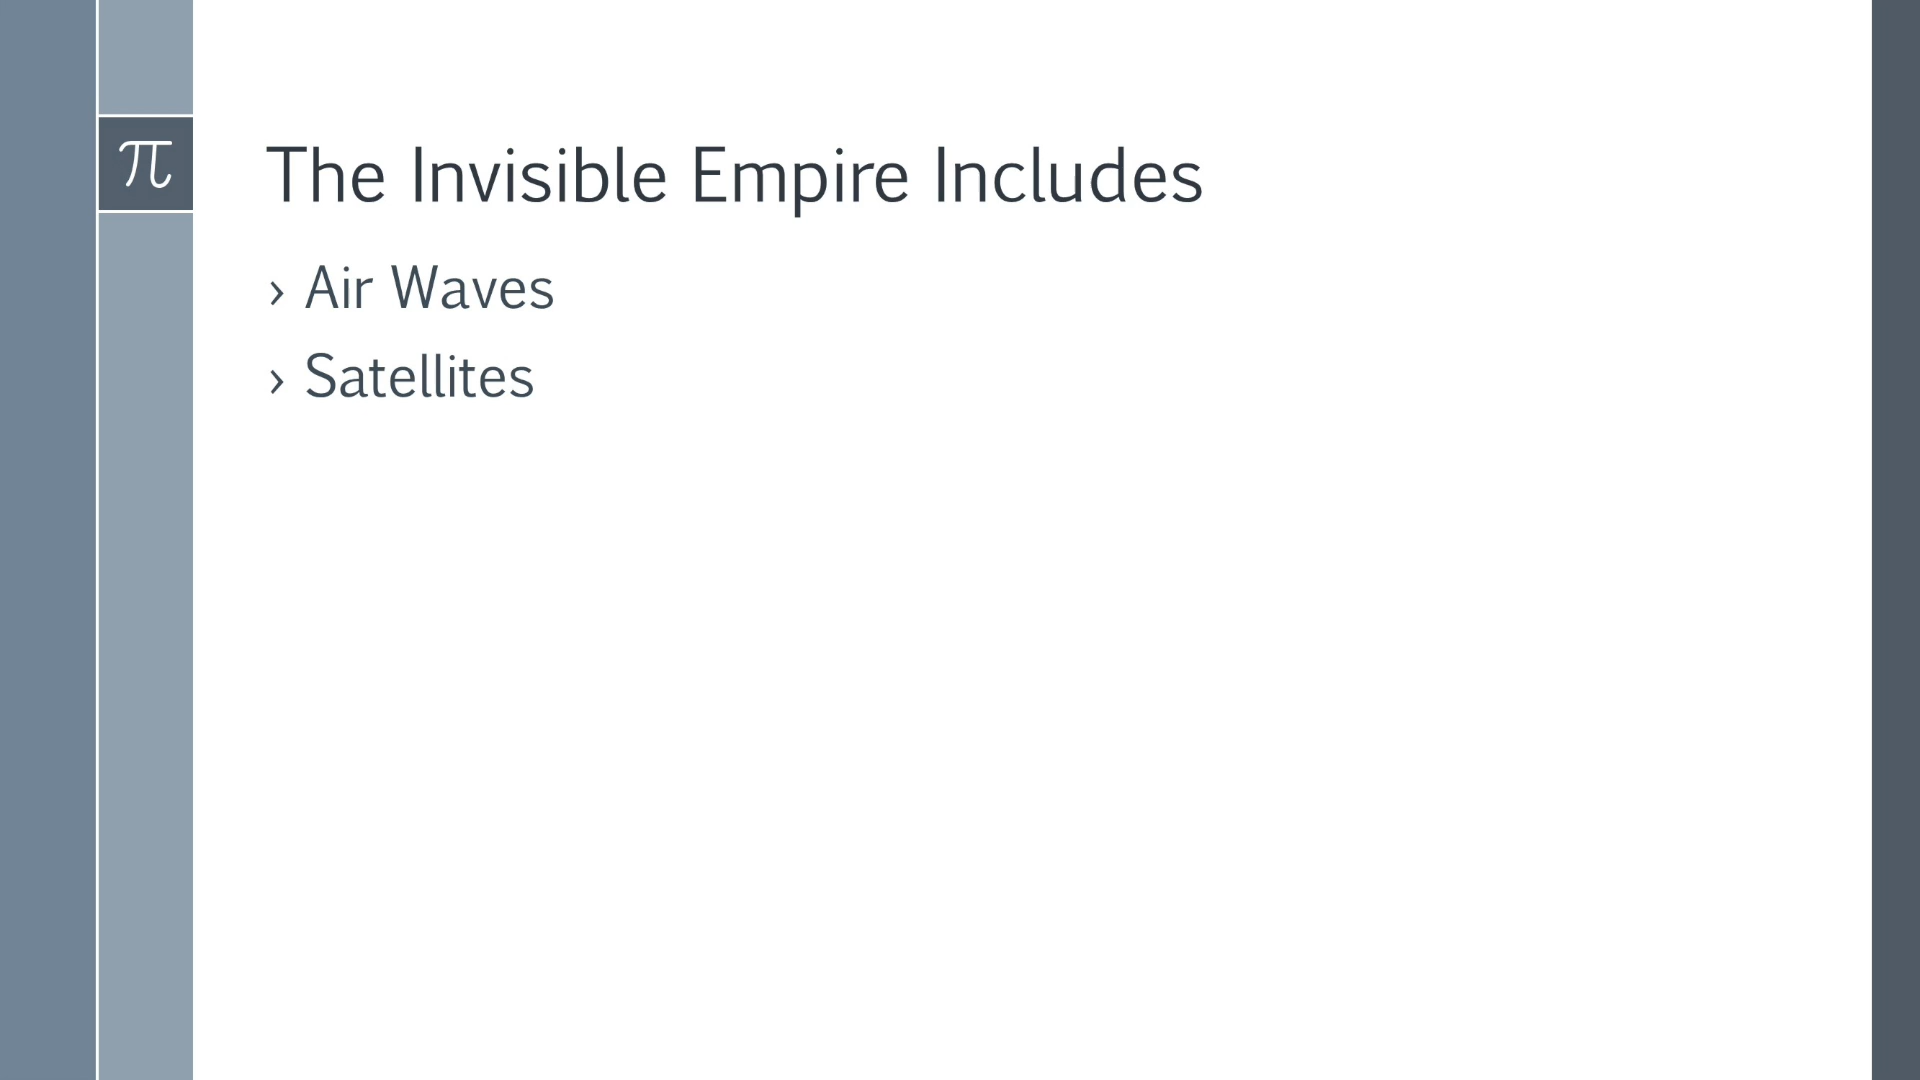 π
The Invisible Empire Includes
› Air Waves
› Satellites